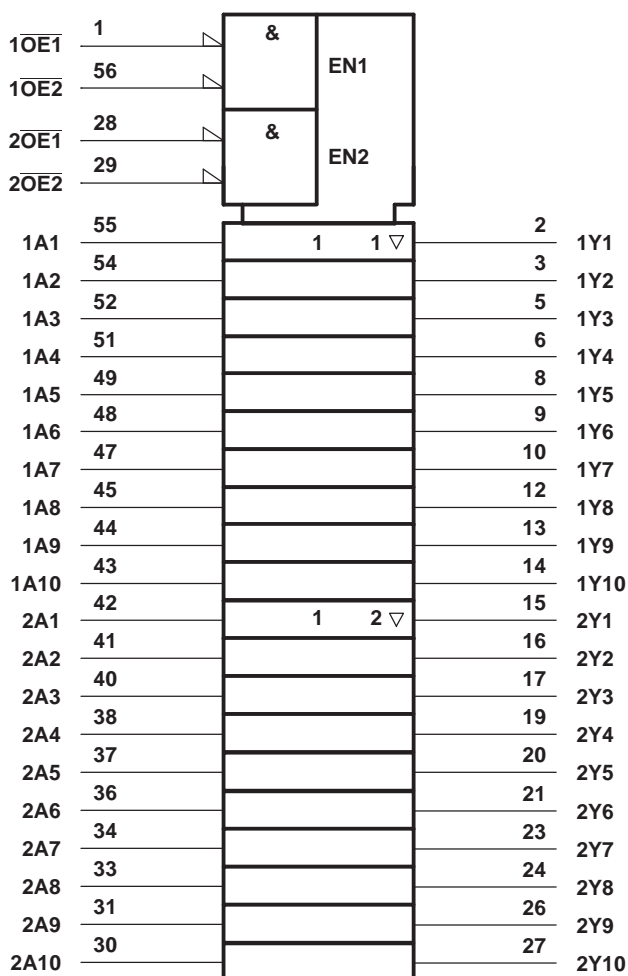 1OE1 1 & EN1
1OE2 56
2OE1 28 & EN2
2OE2 29
1A1 55 1 1 ▽ 2 1Y1
1A2 54 3 1Y2
1A3 52 5 1Y3
1A4 51 6 1Y4
1A5 49 8 1Y5
1A6 48 9 1Y6
1A7 47 10 1Y7
1A8 45 12 1Y8
1A9 44 13 1Y9
1A10 43 14 1Y10
2A1 42 1 2 ▽ 15 2Y1
2A2 41 16 2Y2
2A3 40 17 2Y3
2A4 38 19 2Y4
2A5 37 20 2Y5
2A6 36 21 2Y6
2A7 34 23 2Y7
2A8 33 24 2Y8
2A9 31 26 2Y9
2A10 30 27 2Y10